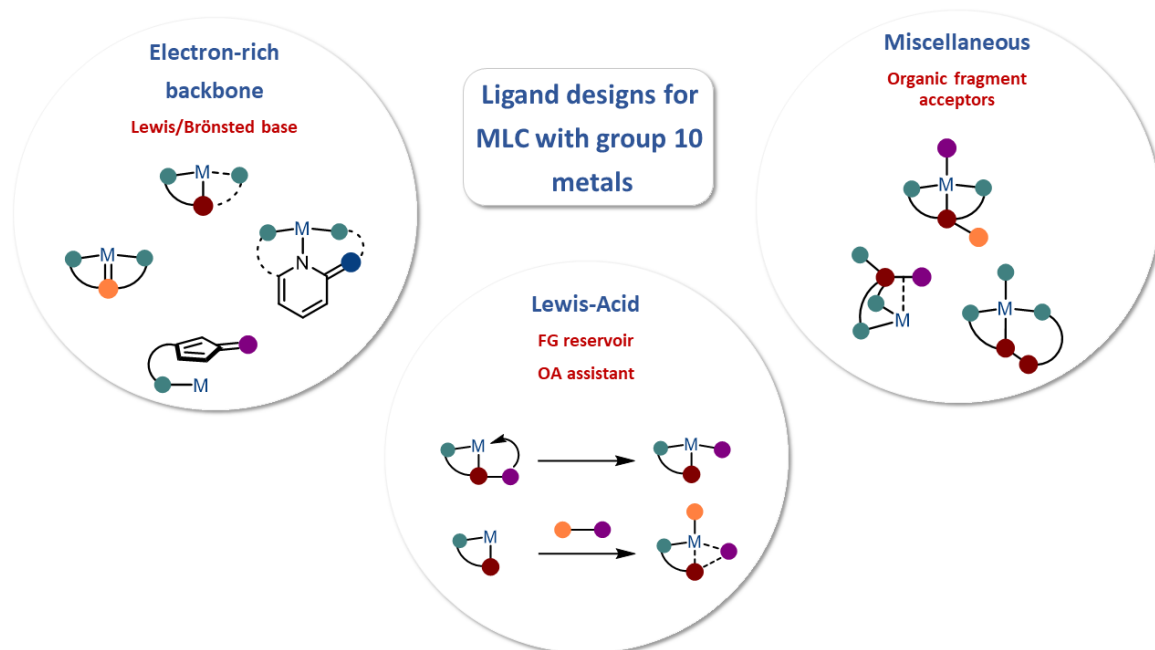 Electron-rich
backbone
Lewis/Brönsted base
M
M
M
N
M
Ligand designs for
MLC with group 10
metals
Miscellaneous
Organic fragment
acceptors
M
M
M
Lewis-Acid
FG reservoir
OA assistant
M
M
M
M